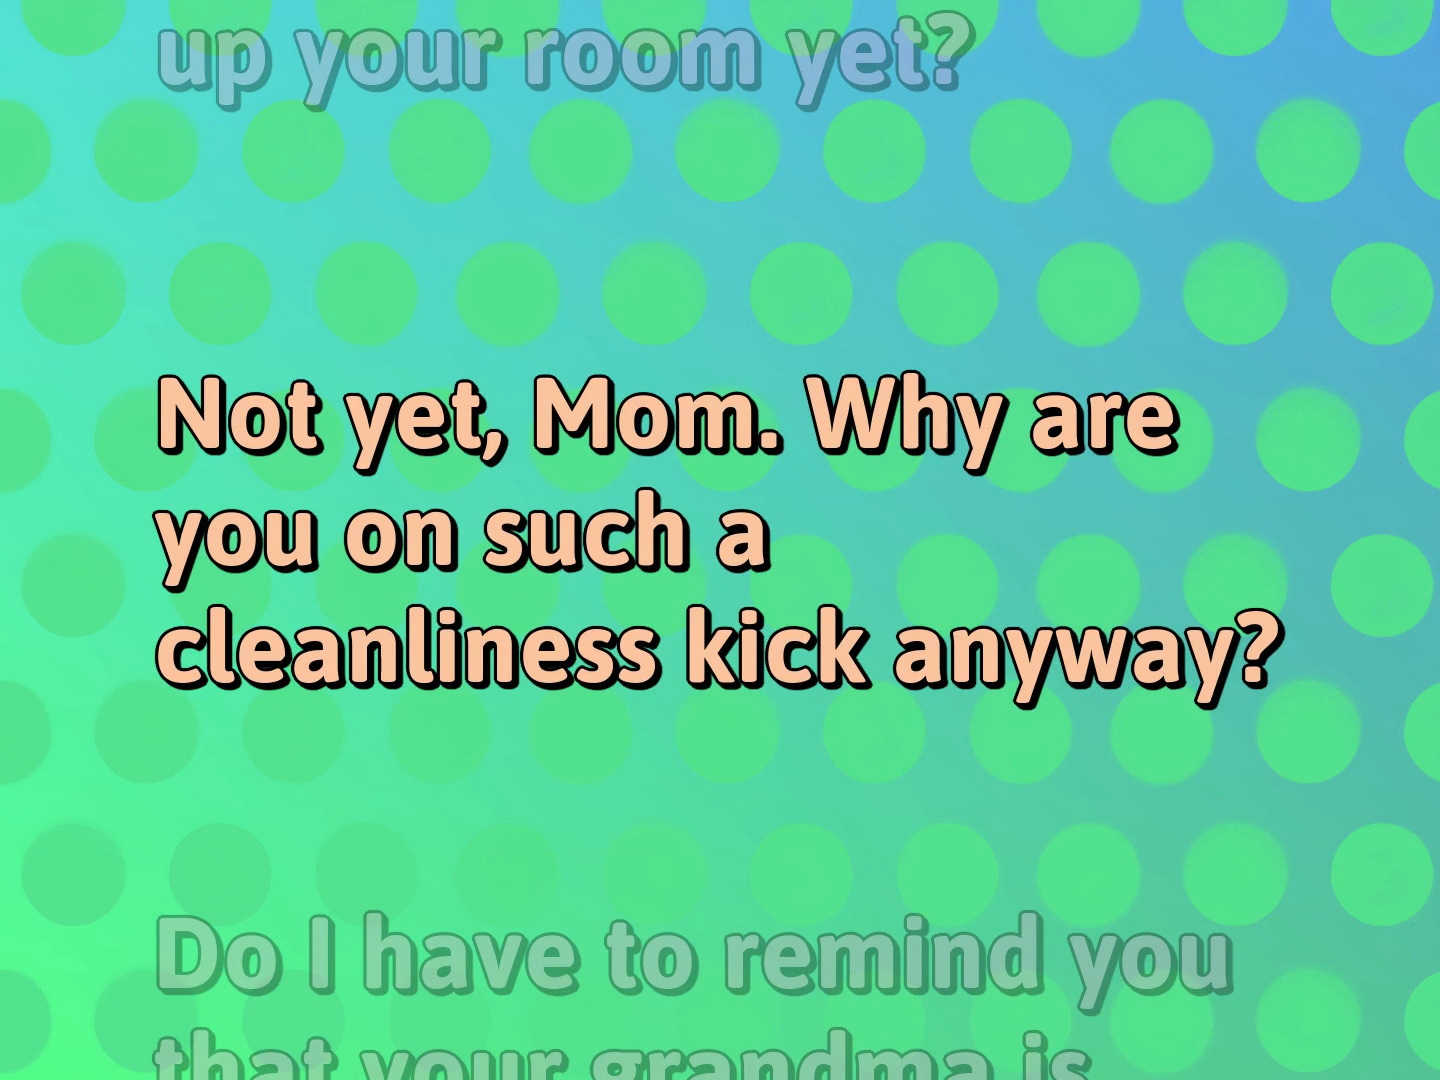 up your room yet?
Not yet, Mom. Why are
you on such a
cleanliness kick anyway?
Do I have to remind you
that your grandma is